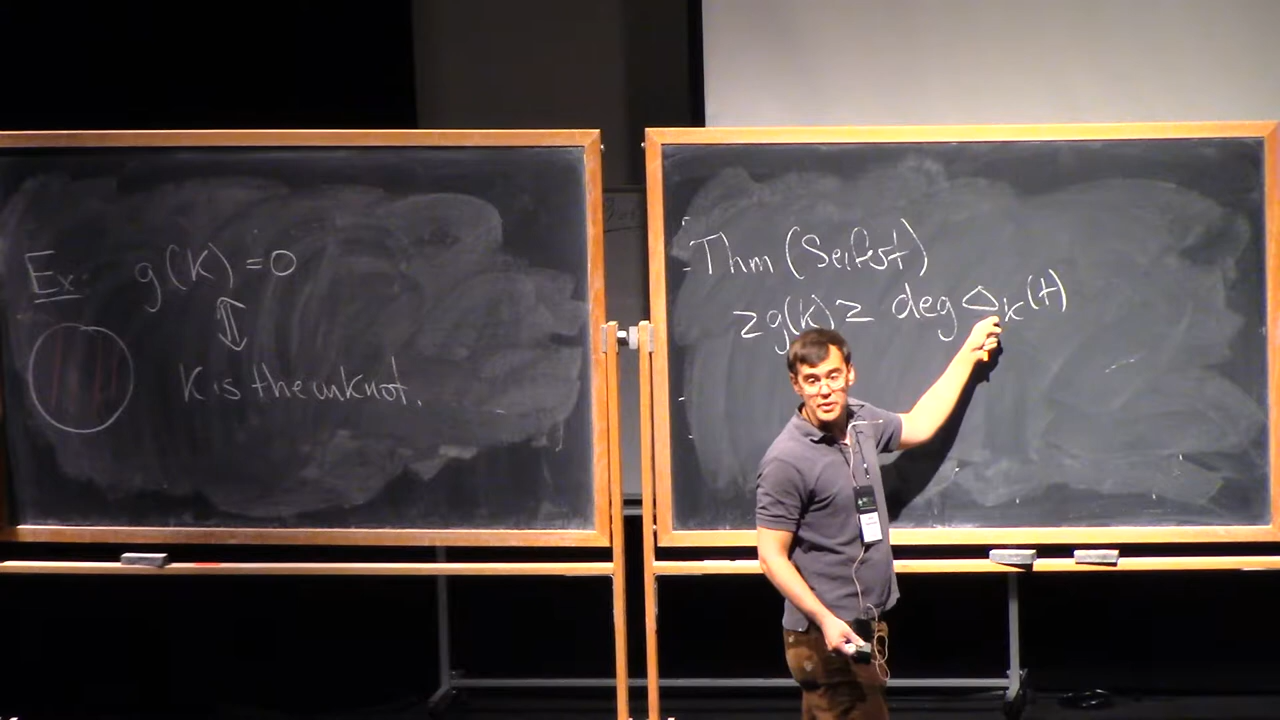 Ex: g(K) = 0
⇕
K is the unknot.
Thm (Seifert)
2g(K) ≥ deg Δ_K(t)